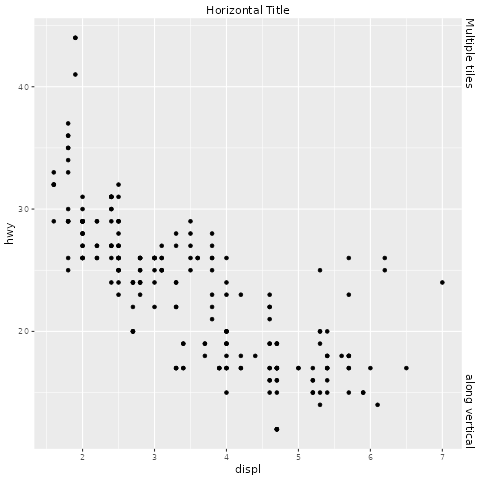 Horizontal Title
Multiple tiles
40
30
20
hwy
along vertical
2 3 4 5 6 7
displ